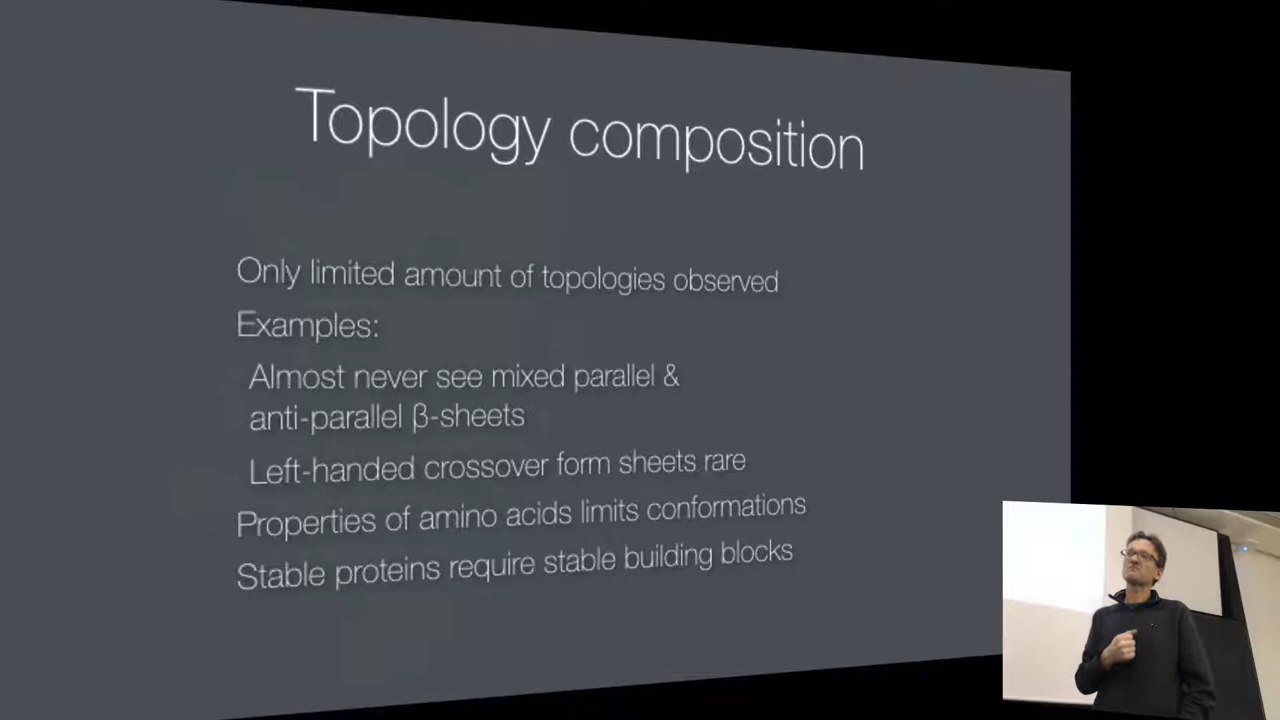 Topology composition
Only limited amount of topologies observed
Examples:
Almost never see mixed parallel &
anti-parallel β-sheets
Left-handed crossover form sheets rare
Properties of amino acids limits conformations
Stable proteins require stable building blocks